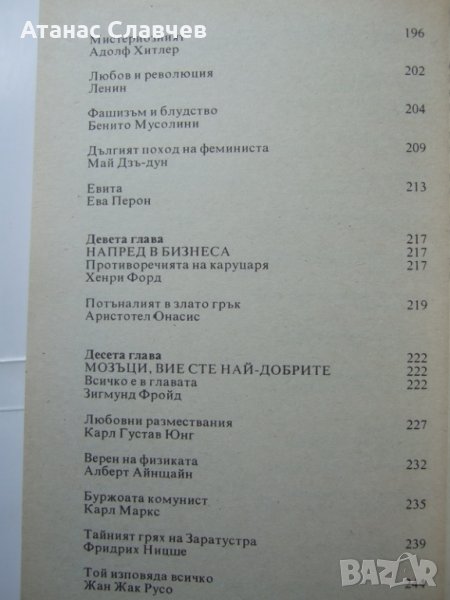 Атанас Славчев
Мистериозният 196
Адолф Хитлер
Любов и революция 202
Ленин
Фашизъм и блудство 204
Бенито Мусолини
Дългият поход на феминиста 209
Май Дзъ-дун
Евита 213
Ева Перон
Девета глава 217
НАПРЕД В БИЗНЕСА 217
Противоречията на каруцаря 217
Хенри Форд
Потъналият в злато грък 219
Аристотел Онасис
Десета глава 222
МОЗЪЦИ, ВИЕ СТЕ НАЙ-ДОБРИТЕ 222
Всичко е в главата 222
Зигмунд Фройд
Любовни размествания 227
Карл Густав Юнг
Верен на физиката 232
Алберт Айнщайн
Буржоата комунист 235
Карл Маркс
Тайният грях на Заратустра 239
Фридрих Ницше
Той изповяда всичко 244
Жан Жак Русо
BAZAR